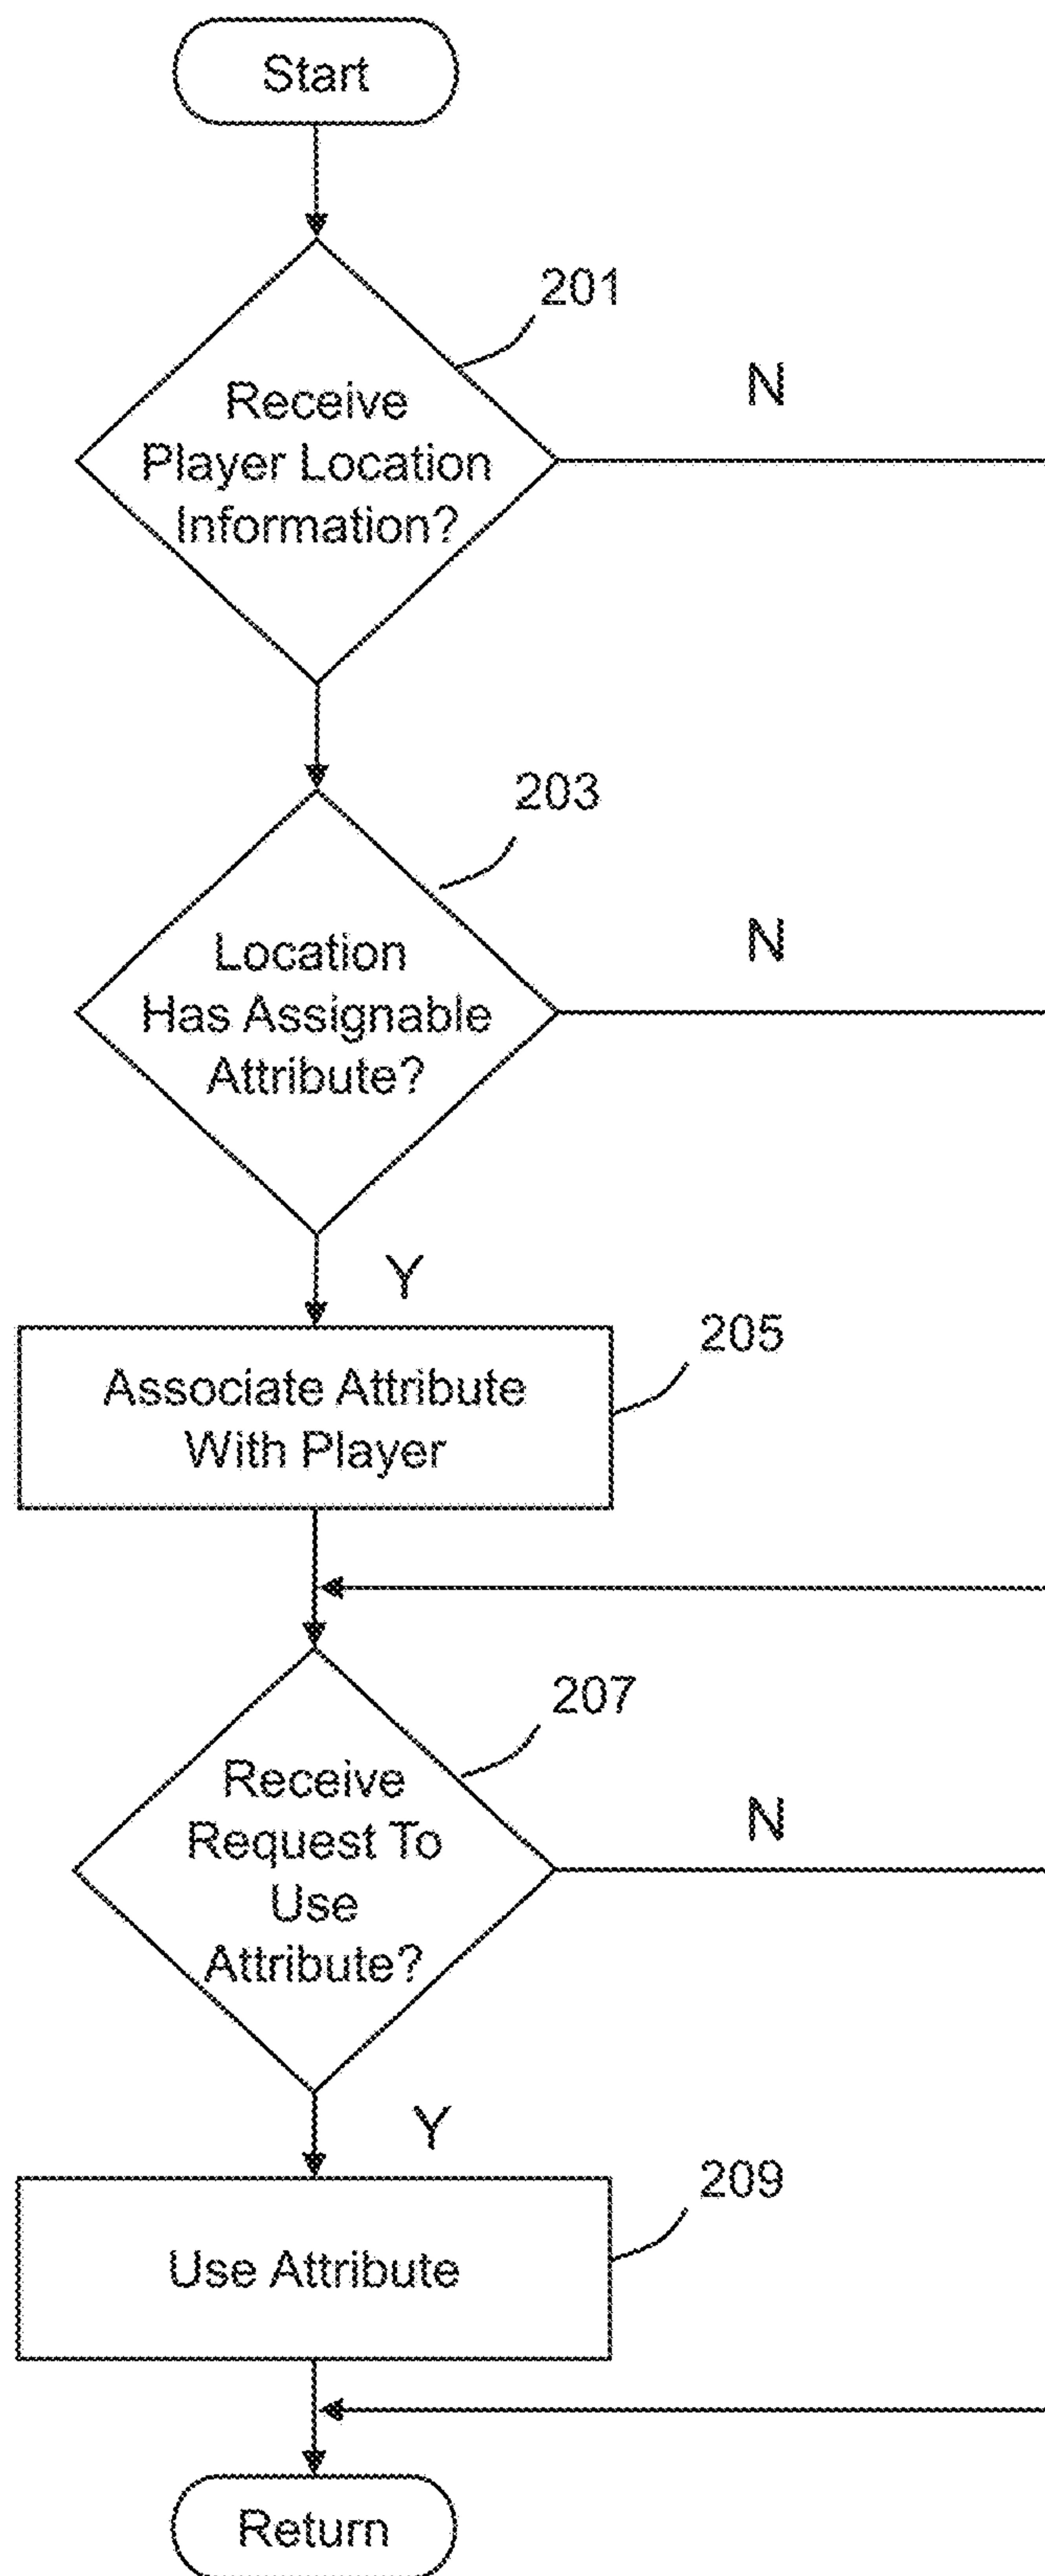 Start
201
Receive
Player Location
Information?
N
203
Location
Has Assignable
Attribute?
N
Y
205
Associate Attribute
With Player
207
Receive
Request To
Use
Attribute?
N
Y
209
Use Attribute
Return